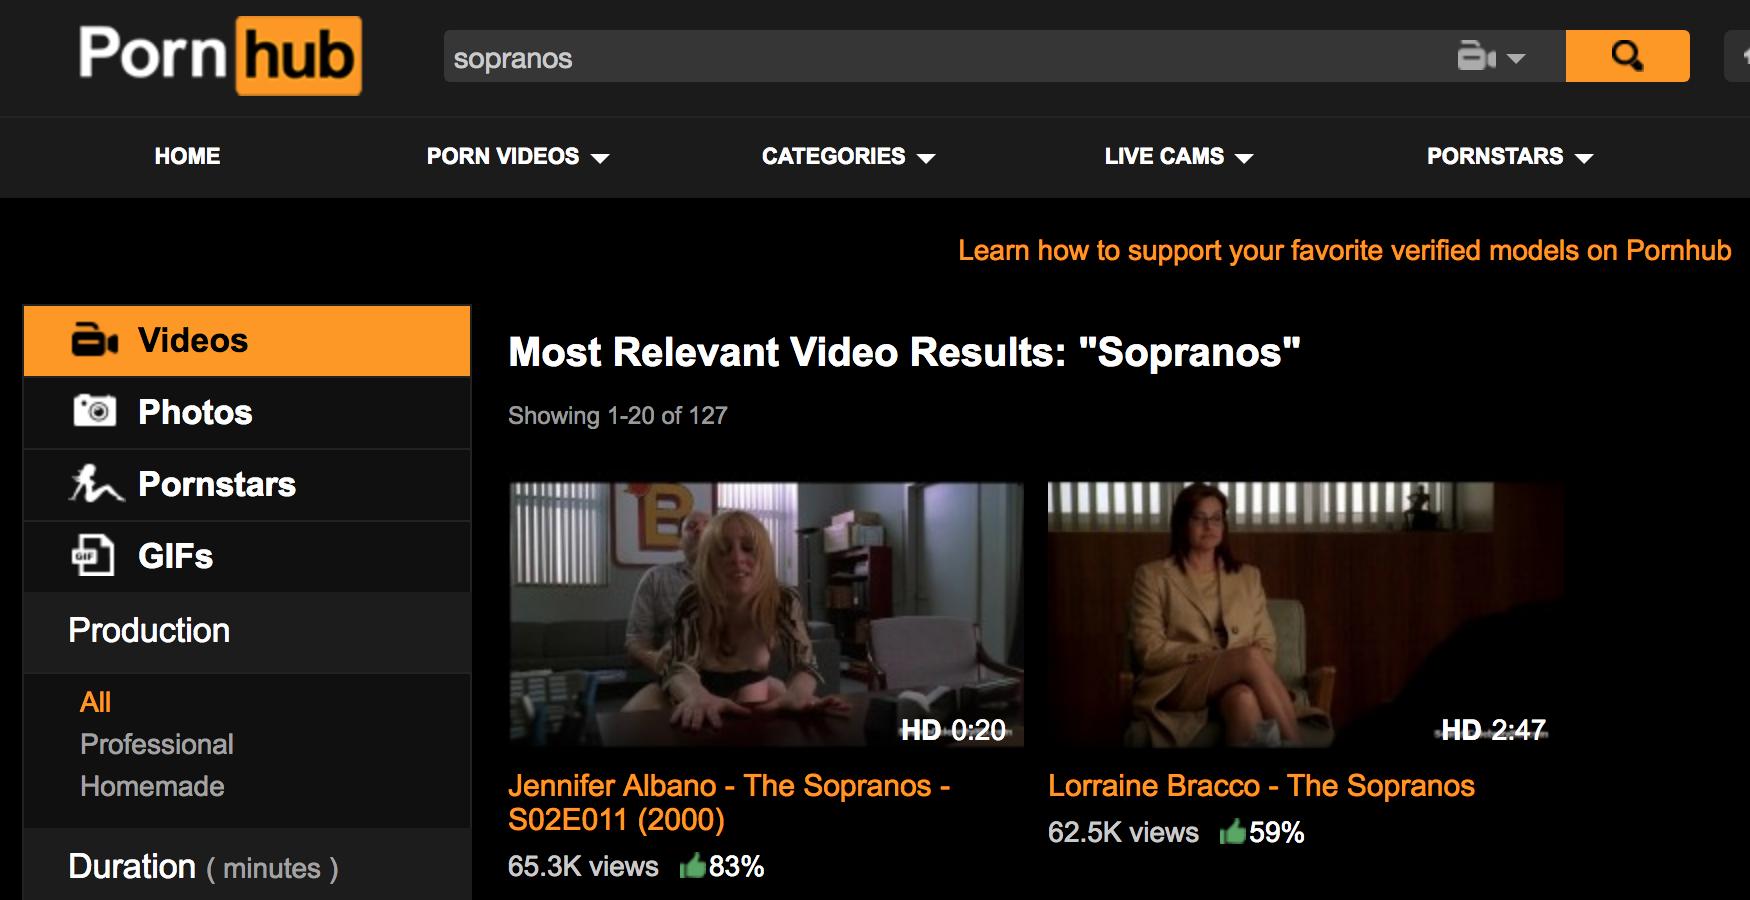 Porn hub
sopranos
HOME
PORN VIDEOS
CATEGORIES
LIVE CAMS
PORNSTARS
Learn how to support your favorite verified models on Pornhub
Videos
Photos
Pornstars
GIF
GIFs
Production
All
Professional
Homemade
Duration ( minutes )
Most Relevant Video Results: "Sopranos"
Showing 1-20 of 127
B
HD 0:20
HD 2:47
Jennifer Albano - The Sopranos -
S02E011 (2000)
65.3K views 83%
Lorraine Bracco - The Sopranos
62.5K views 59%